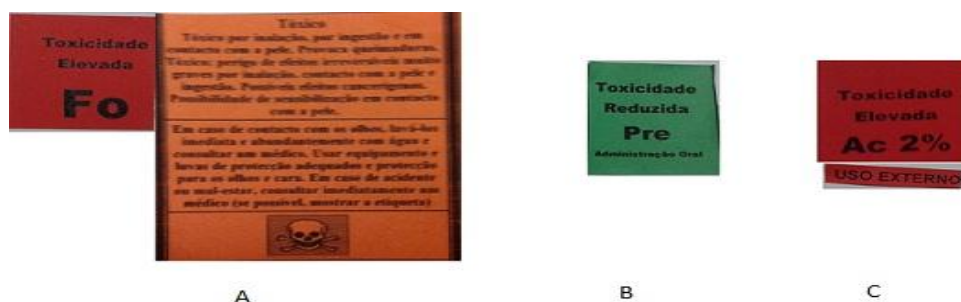 Toxicidade
Elevada
Fo
Tóxico
Tóxico por inalação, por ingestão e em
contacto com a pele. Provoca queimaduras.
Tóxico: perigo de efeitos irreversíveis muito
graves por inalação, contacto com a pele e
ingestão. Possíveis efeitos cancerígenos.
Possibilidade de sensibilização em contacto
com a pele.
Em caso de contacto com os olhos, lavá-los
imediata e abundantemente com água e
consultar um médico. Usar equipamento e
luvas de protecção adequados e protecção
para os olhos e cara. Em caso de acidente
ou mal-estar, consultar imediatamente um
médico (se possível, mostrar a etiqueta)
Toxicidade
Reduzida
Pre
Administração Oral
Toxicidade
Elevada
Ac 2%
USO EXTERNO
A
B
C